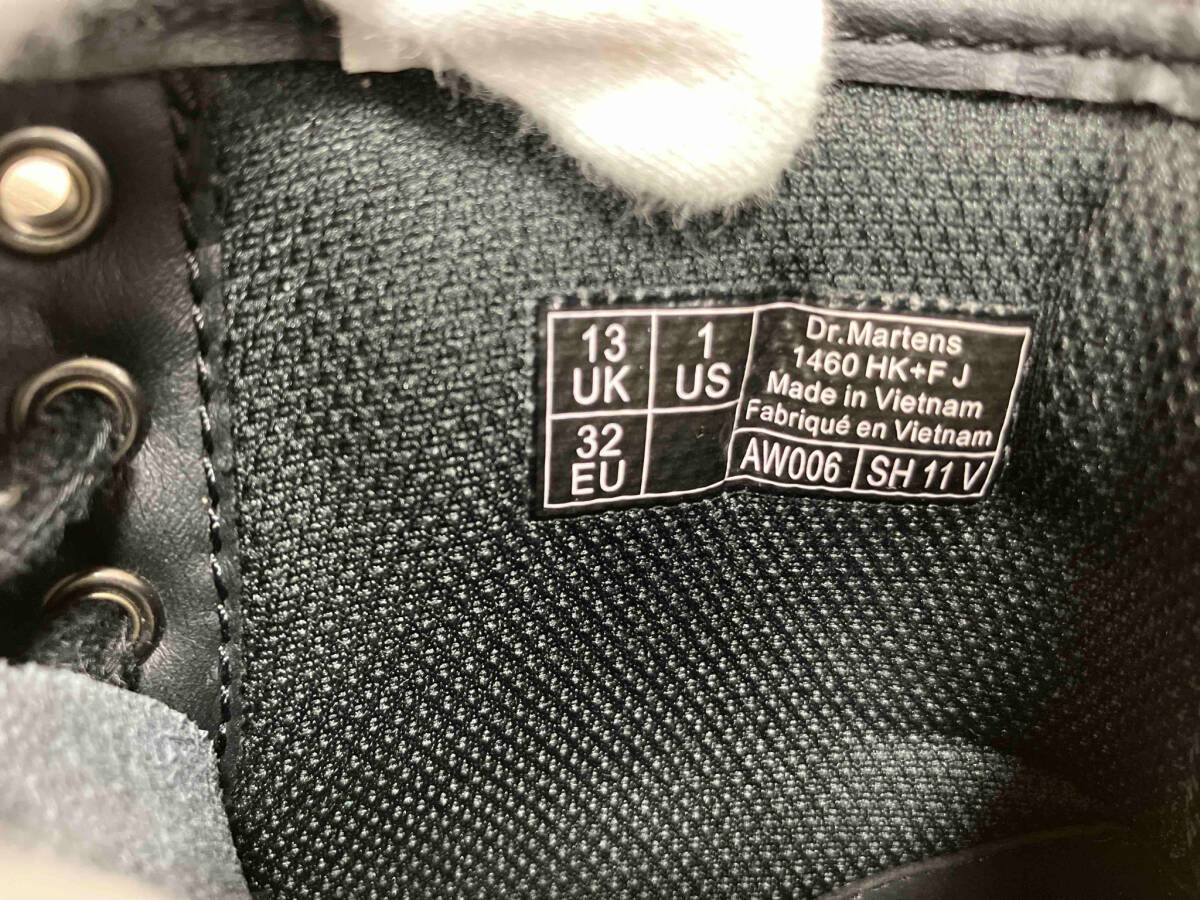 13
UK
1
US
32
EU
Dr.Martens
1460 HK+F J
Made in Vietnam
Fabriqué en Vietnam
AW006
SH 11 V